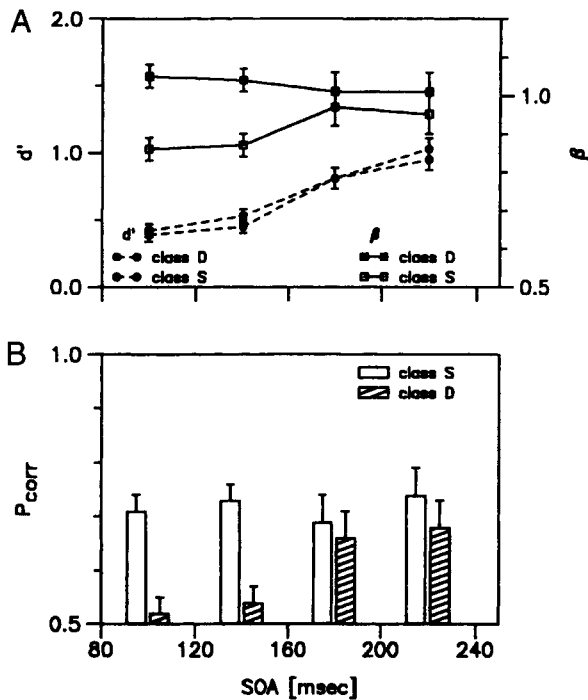 A
2.0
1.0
0.0
d'
1.0
0.5
β
d'
class D
class S
β
class D
class S
B
1.0
0.5
Pcorr
class S
class D
80 120 160 200 240
SOA [msec]